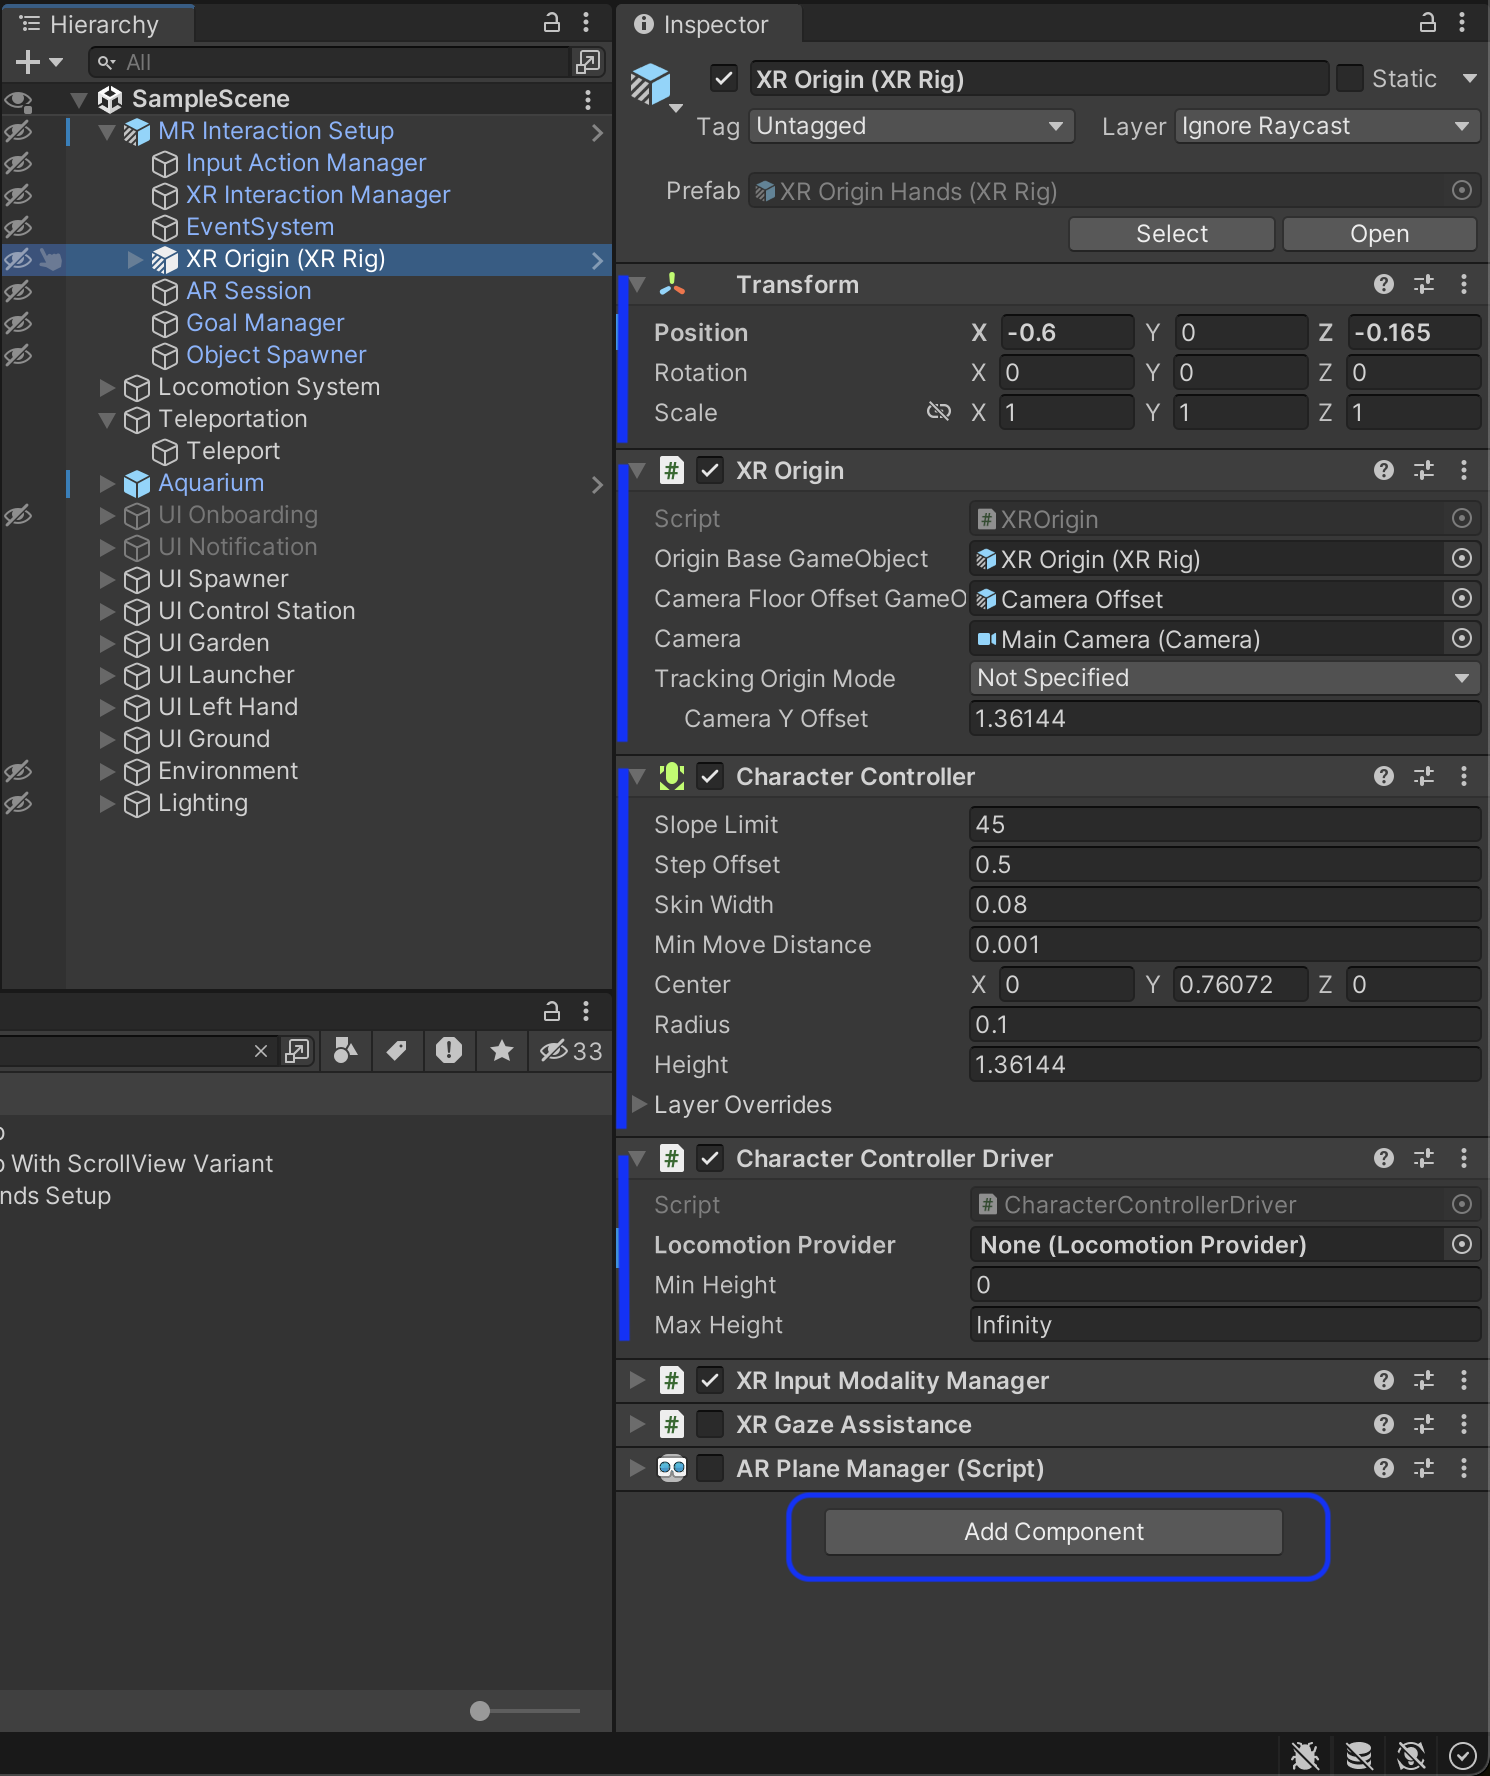 Hierarchy
All
SampleScene
MR Interaction Setup
Input Action Manager
XR Interaction Manager
EventSystem
XR Origin (XR Rig)
AR Session
Goal Manager
Object Spawner
Locomotion System
Teleportation
Teleport
Aquarium
UI Onboarding
UI Notification
UI Spawner
UI Control Station
UI Garden
UI Launcher
UI Left Hand
UI Ground
Environment
Lighting
33
With ScrollView Variant
nds Setup
Inspector
XR Origin (XR Rig)
Static
Tag Untagged Layer Ignore Raycast
Prefab XR Origin Hands (XR Rig)
Select Open
Transform
Position X -0.6 Y 0 Z -0.165
Rotation X 0 Y 0 Z 0
Scale X 1 Y 1 Z 1
# XR Origin
Script # XROrigin
Origin Base GameObject XR Origin (XR Rig)
Camera Floor Offset GameO Camera Offset
Camera Main Camera (Camera)
Tracking Origin Mode Not Specified
Camera Y Offset 1.36144
Character Controller
Slope Limit 45
Step Offset 0.5
Skin Width 0.08
Min Move Distance 0.001
Center X 0 Y 0.76072 Z 0
Radius 0.1
Height 1.36144
Layer Overrides
# Character Controller Driver
Script # CharacterControllerDriver
Locomotion Provider None (Locomotion Provider)
Min Height 0
Max Height Infinity
# XR Input Modality Manager
# XR Gaze Assistance
AR Plane Manager (Script)
Add Component